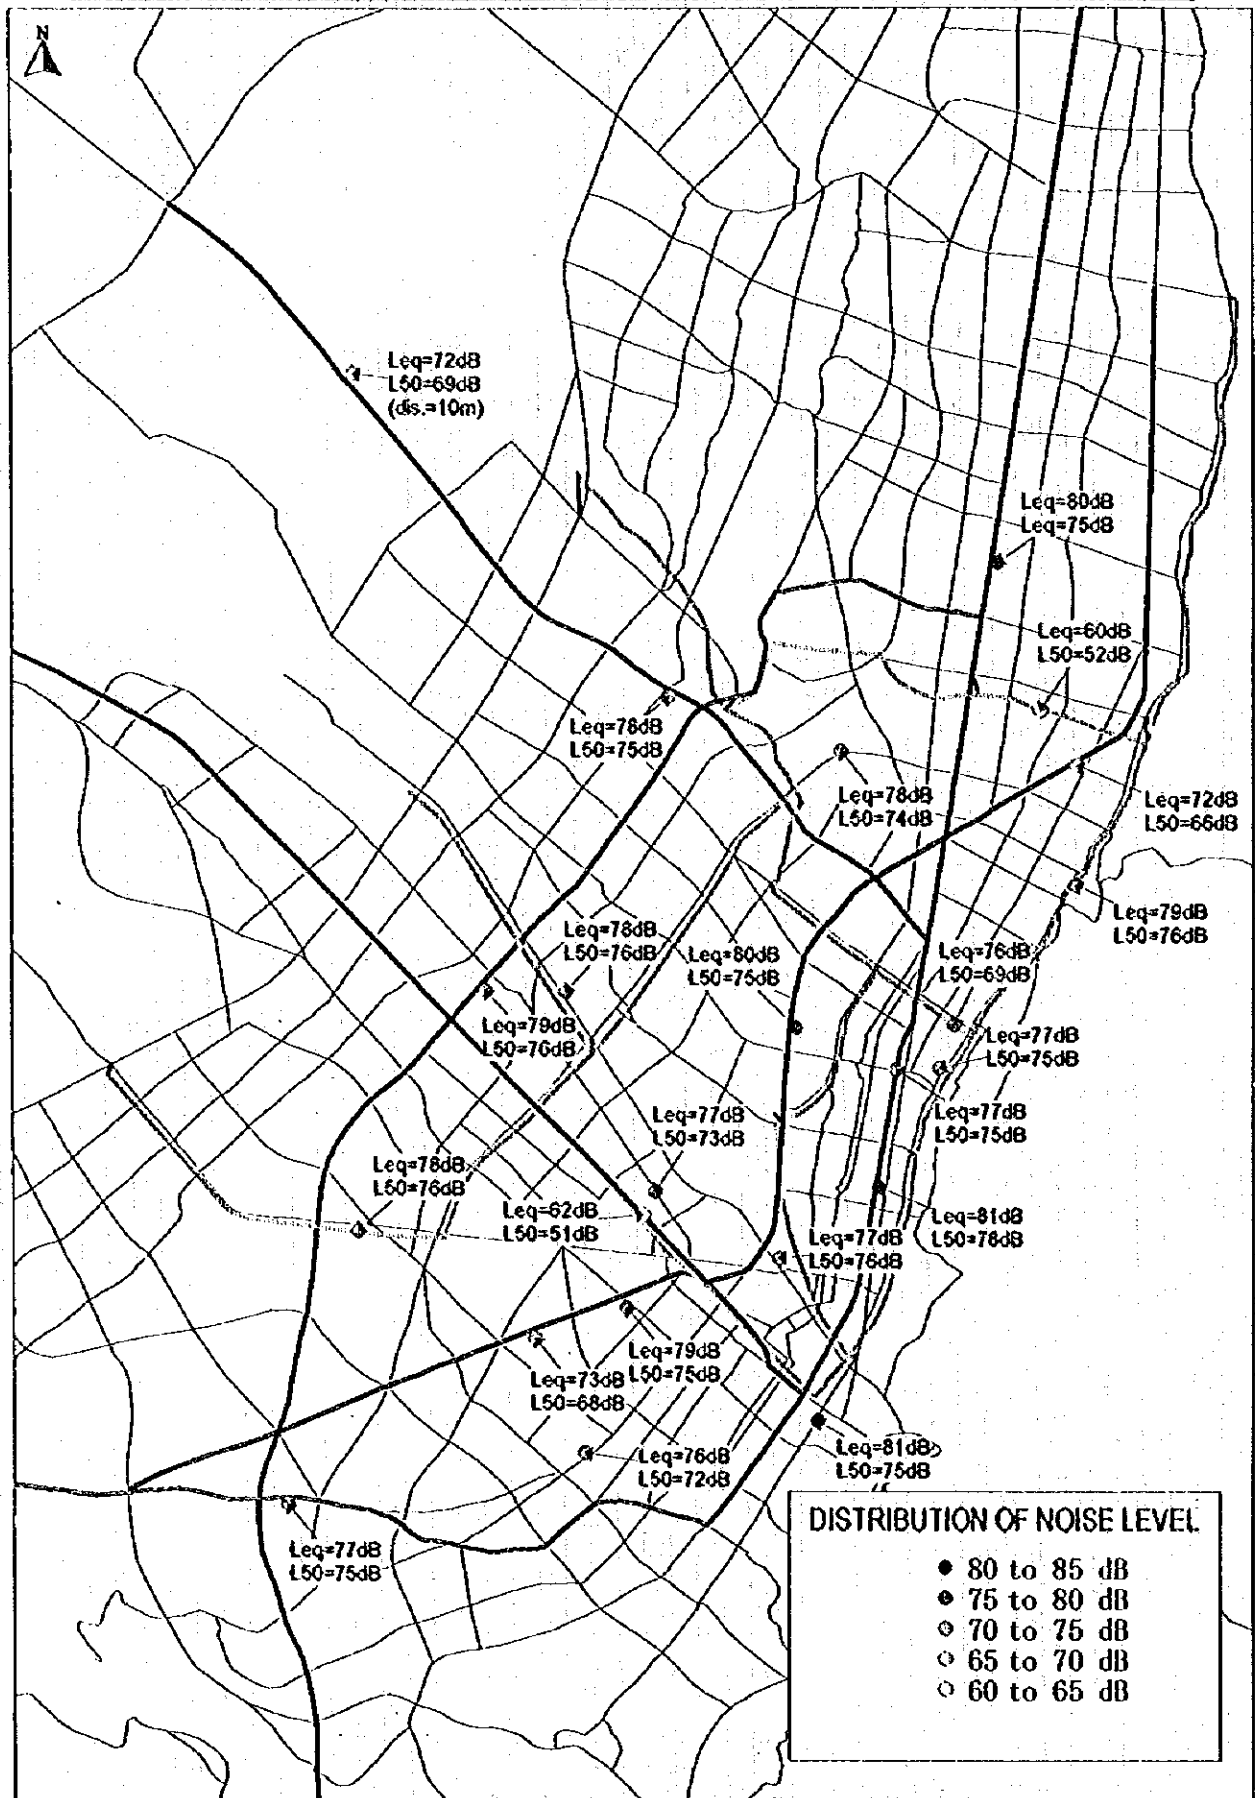 N
Leq=72dB
L50=69dB
(dis.=10m)
Leq=80dB
Leq=75dB
Leq=60dB
L50=52dB
Leq=78dB
L50=75dB
Leq=78dB
L50=74dB
Leq=72dB
L50=66dB
Leq=79dB
L50=76dB
Leq=78dB
L50=76dB
Leq=80dB
L50=75dB
Leq=76dB
L50=69dB
Leq=79dB
L50=76dB
Leq=77dB
L50=75dB
Leq=77dB
L50=73dB
Leq=77dB
L50=75dB
Leq=78dB
L50=76dB
Leq=62dB
L50=51dB
Leq=81dB
L50=78dB
Leq=77dB
L50=76dB
Leq=79dB
L50=75dB
Leq=73dB
L50=68dB
Leq=76dB
L50=72dB
Leq=81dB
L50=75dB
Leq=77dB
L50=75dB
DISTRIBUTION OF NOISE LEVEL
80 to 85 dB
75 to 80 dB
70 to 75 dB
65 to 70 dB
60 to 65 dB